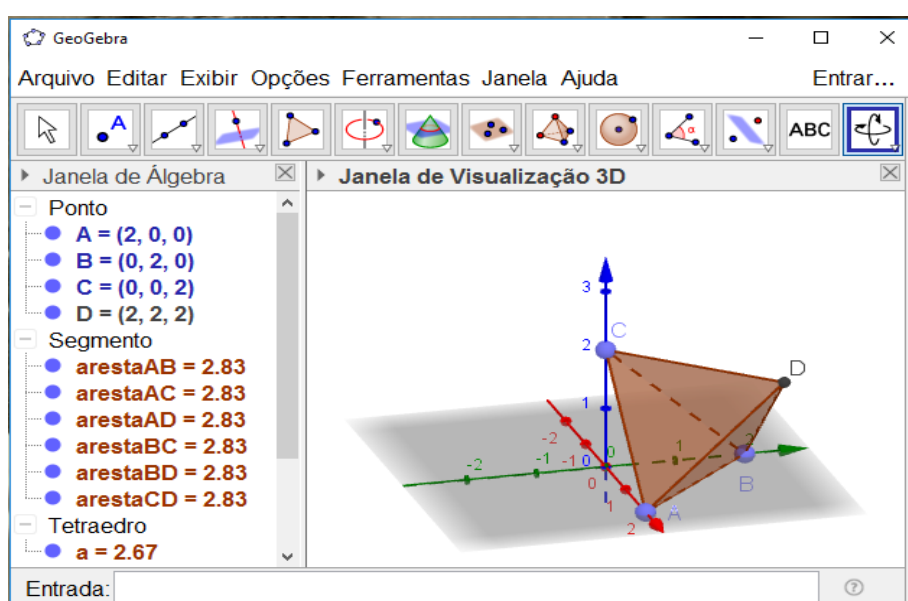 GeoGebra
Arquivo Editar Exibir Opções Ferramentas Janela Ajuda Entrar...
A α ABC
Janela de Álgebra
Janela de Visualização 3D
Ponto
A = (2, 0, 0)
B = (0, 2, 0)
C = (0, 0, 2)
D = (2, 2, 2)
Segmento
arestaAB = 2.83
arestaAC = 2.83
arestaAD = 2.83
arestaBC = 2.83
arestaBD = 2.83
arestaCD = 2.83
Tetraedro
a = 2.67
3
C
2
D
1
-2
-2 -1 -1 0 0 1 2
0
B
1
2 A
Entrada: